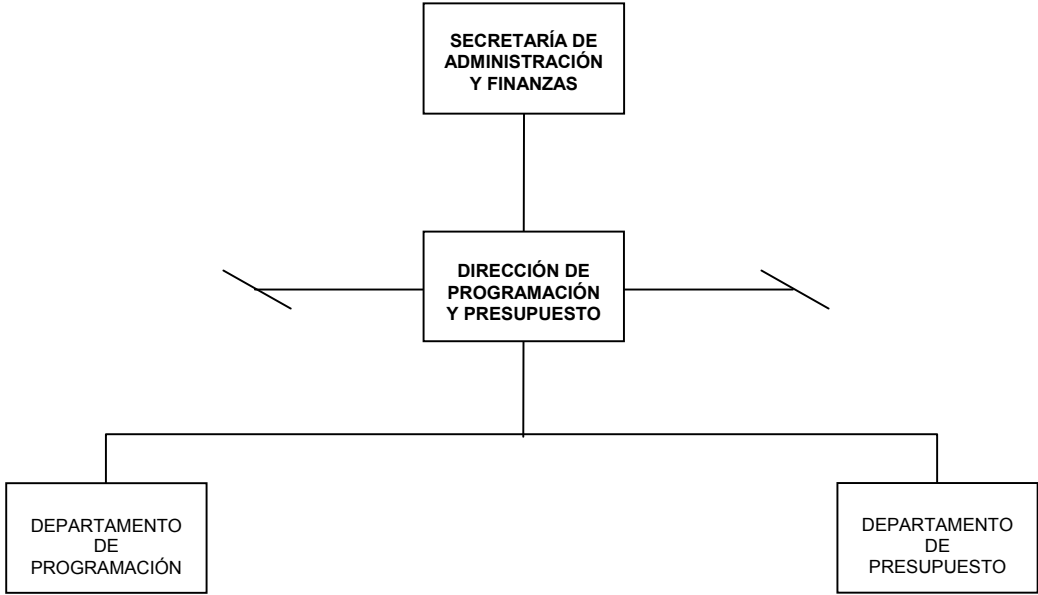 SECRETARÍA DE
ADMINISTRACIÓN
Y FINANZAS
DIRECCIÓN DE
PROGRAMACIÓN
Y PRESUPUESTO
DEPARTAMENTO
DE
PROGRAMACIÓN
DEPARTAMENTO
DE
PRESUPUESTO